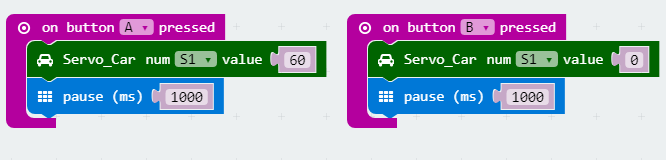 on button A pressed
Servo_Car num S1 value 60
pause (ms) 1000
on button B pressed
Servo_Car num S1 value 0
pause (ms) 1000